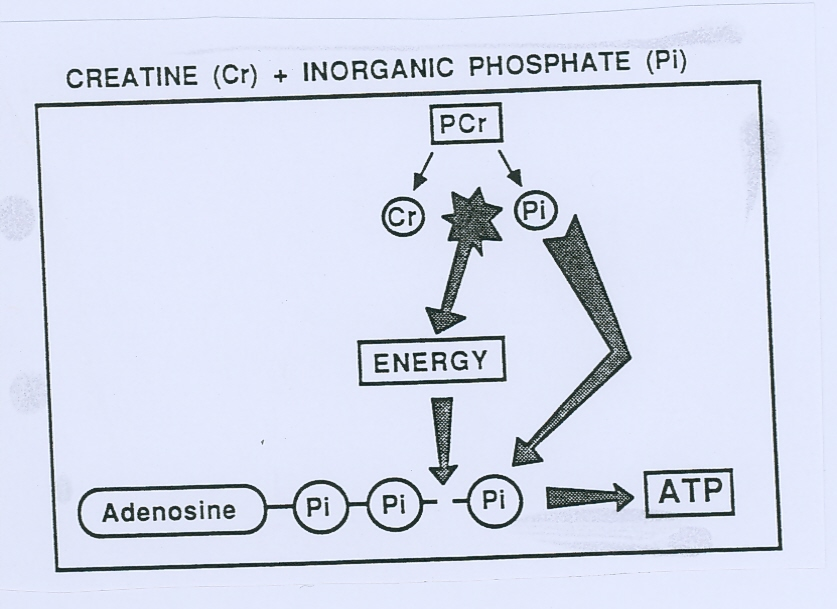 CREATINE (Cr) + INORGANIC PHOSPHATE (Pi)
PCr
Cr
Pi
ENERGY
Adenosine Pi Pi Pi ATP